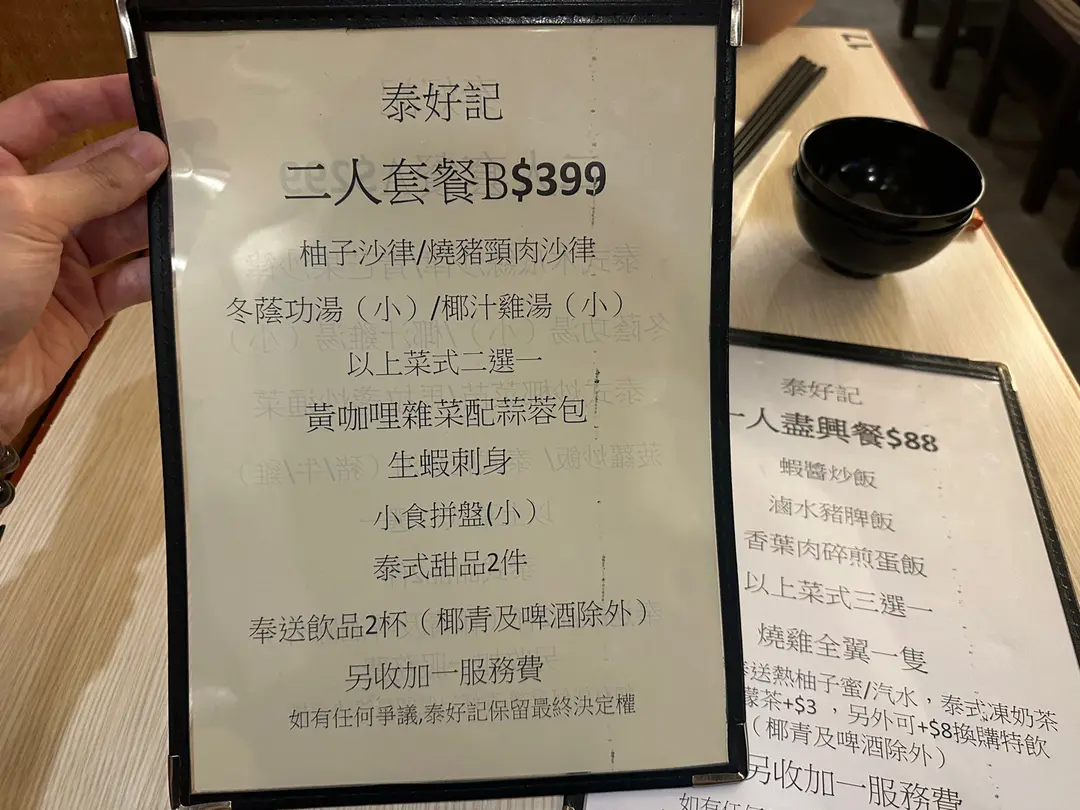 泰好記
二人套餐B$399
柚子沙律/燒豬頸肉沙律
冬蔭功湯（小）/椰汁雞湯（小）
以上菜式二選一
黃咖哩雜菜配蒜蓉包
生蝦刺身
小食拼盤(小）
泰式甜品2件
奉送飲品2杯（椰青及啤酒除外）
另收加一服務費
如有任何爭議,泰好記保留最終決定權
17
泰好記
一人盡興餐$88
蝦醬炒飯
滷水豬脾飯
香葉肉碎煎蛋飯
以上菜式三選一
燒雞全翼一隻
送熱柚子蜜/汽水，泰式凍奶茶
檬茶+$3 ，另外可+$8換購特飲
（椰青及啤酒除外）
另收加一服務費
如有任